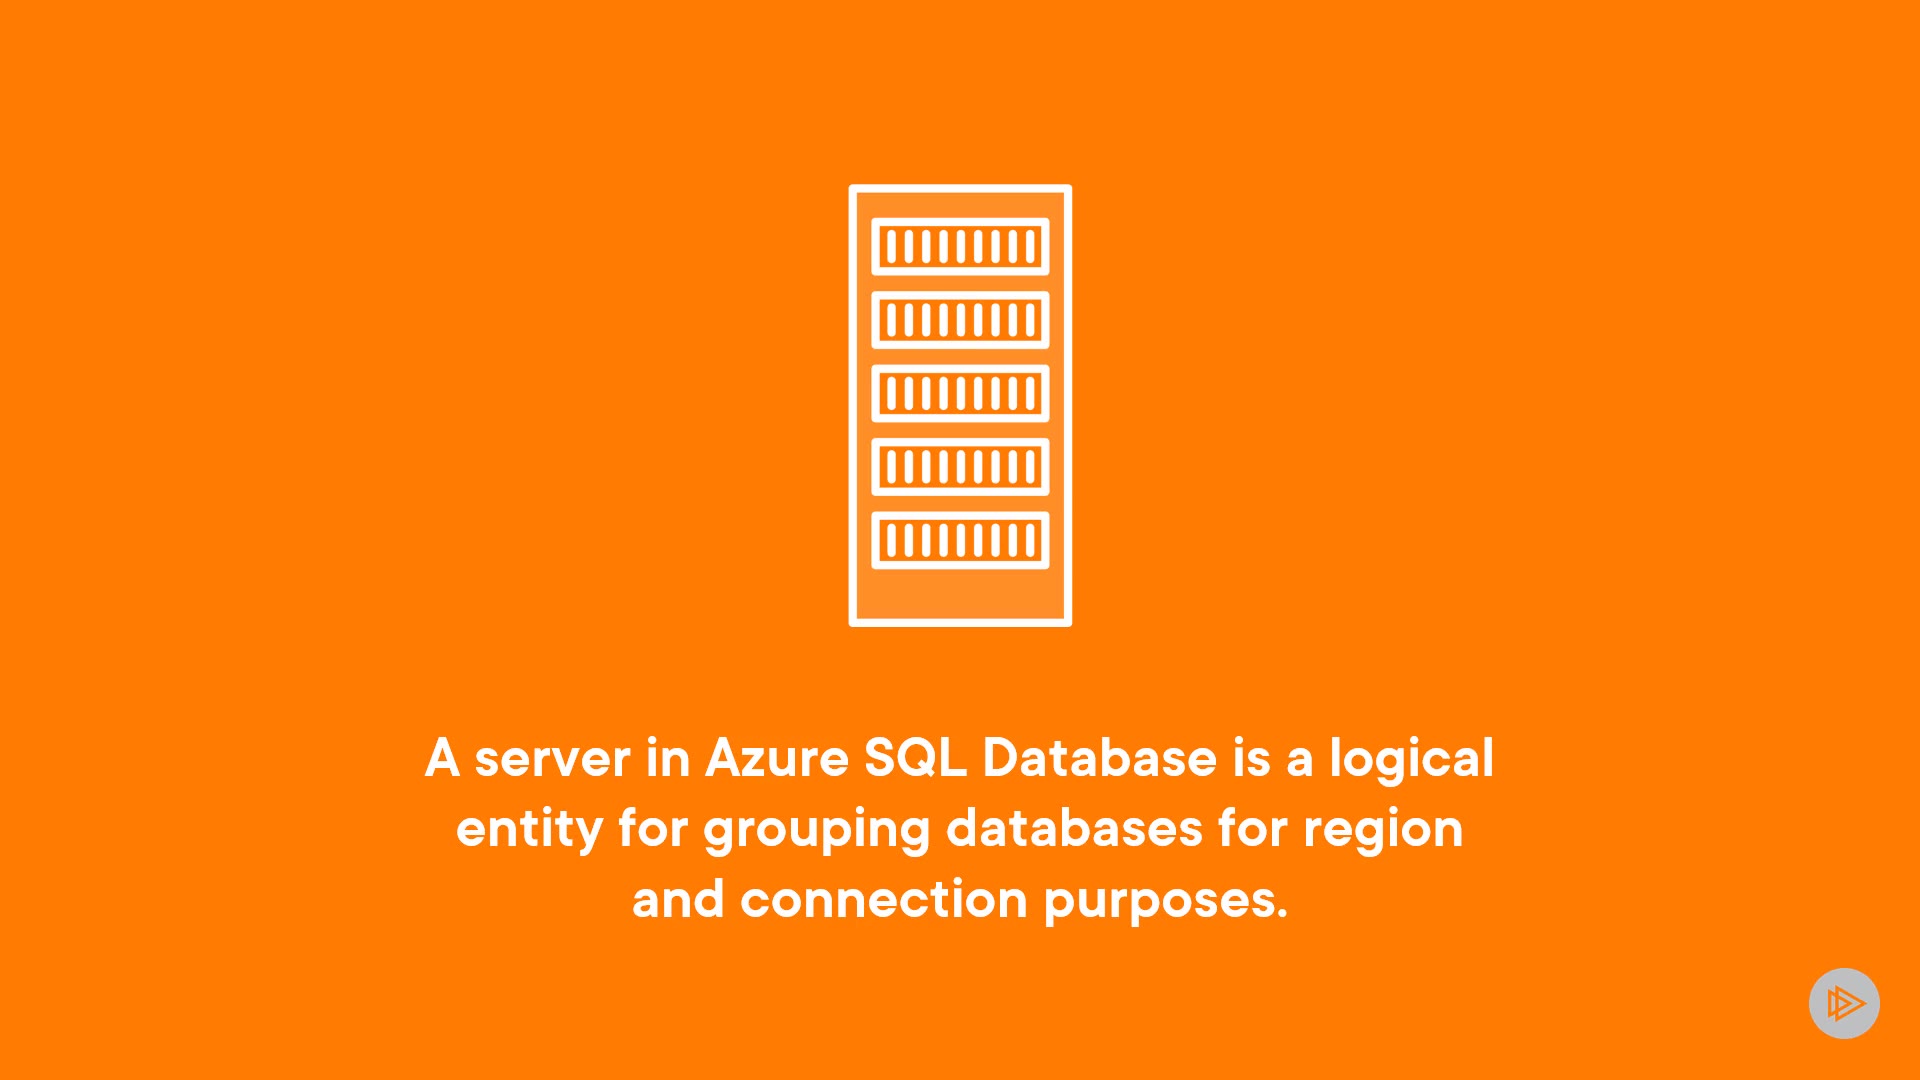 A server in Azure SQL Database is a logical
entity for grouping databases for region
and connection purposes.